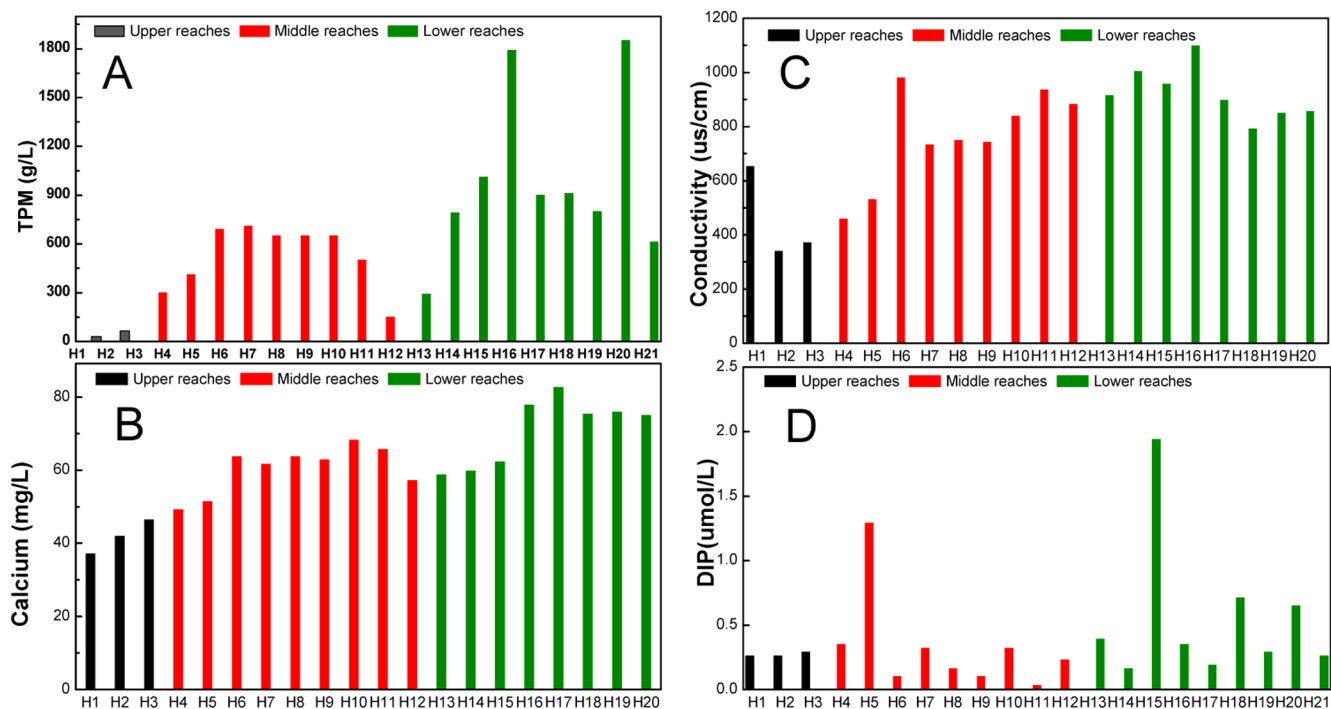 Upper reaches Middle reaches Lower reaches
A
TPM (g/L)
1800
1500
1200
900
600
300
0
H1 H2 H3 H4 H5 H6 H7 H8 H9 H10 H11 H12 H13 H14 H15 H16 H17 H18 H19 H20 H21
Upper reaches Middle reaches Lower reaches
B
Calcium (mg/L)
80
60
40
20
0
H1 H2 H3 H4 H5 H6 H7 H8 H9 H10 H11 H12 H13 H14 H15 H16 H17 H18 H19 H20
1200
Upper reaches Middle reaches Lower reaches
C
Conductivity (us/cm)
1000
800
600
400
200
0
H1 H2 H3 H4 H5 H6 H7 H8 H9 H10 H11 H12 H13 H14 H15 H16 H17 H18 H19 H20
2.5
Upper reaches Middle reaches Lower reaches
D
DIP(umol/L)
2.0
1.5
1.0
0.5
0.0
H1 H2 H3 H4 H5 H6 H7 H8 H9 H10 H11 H12 H13 H14 H15 H16 H17 H18 H19 H20 H21